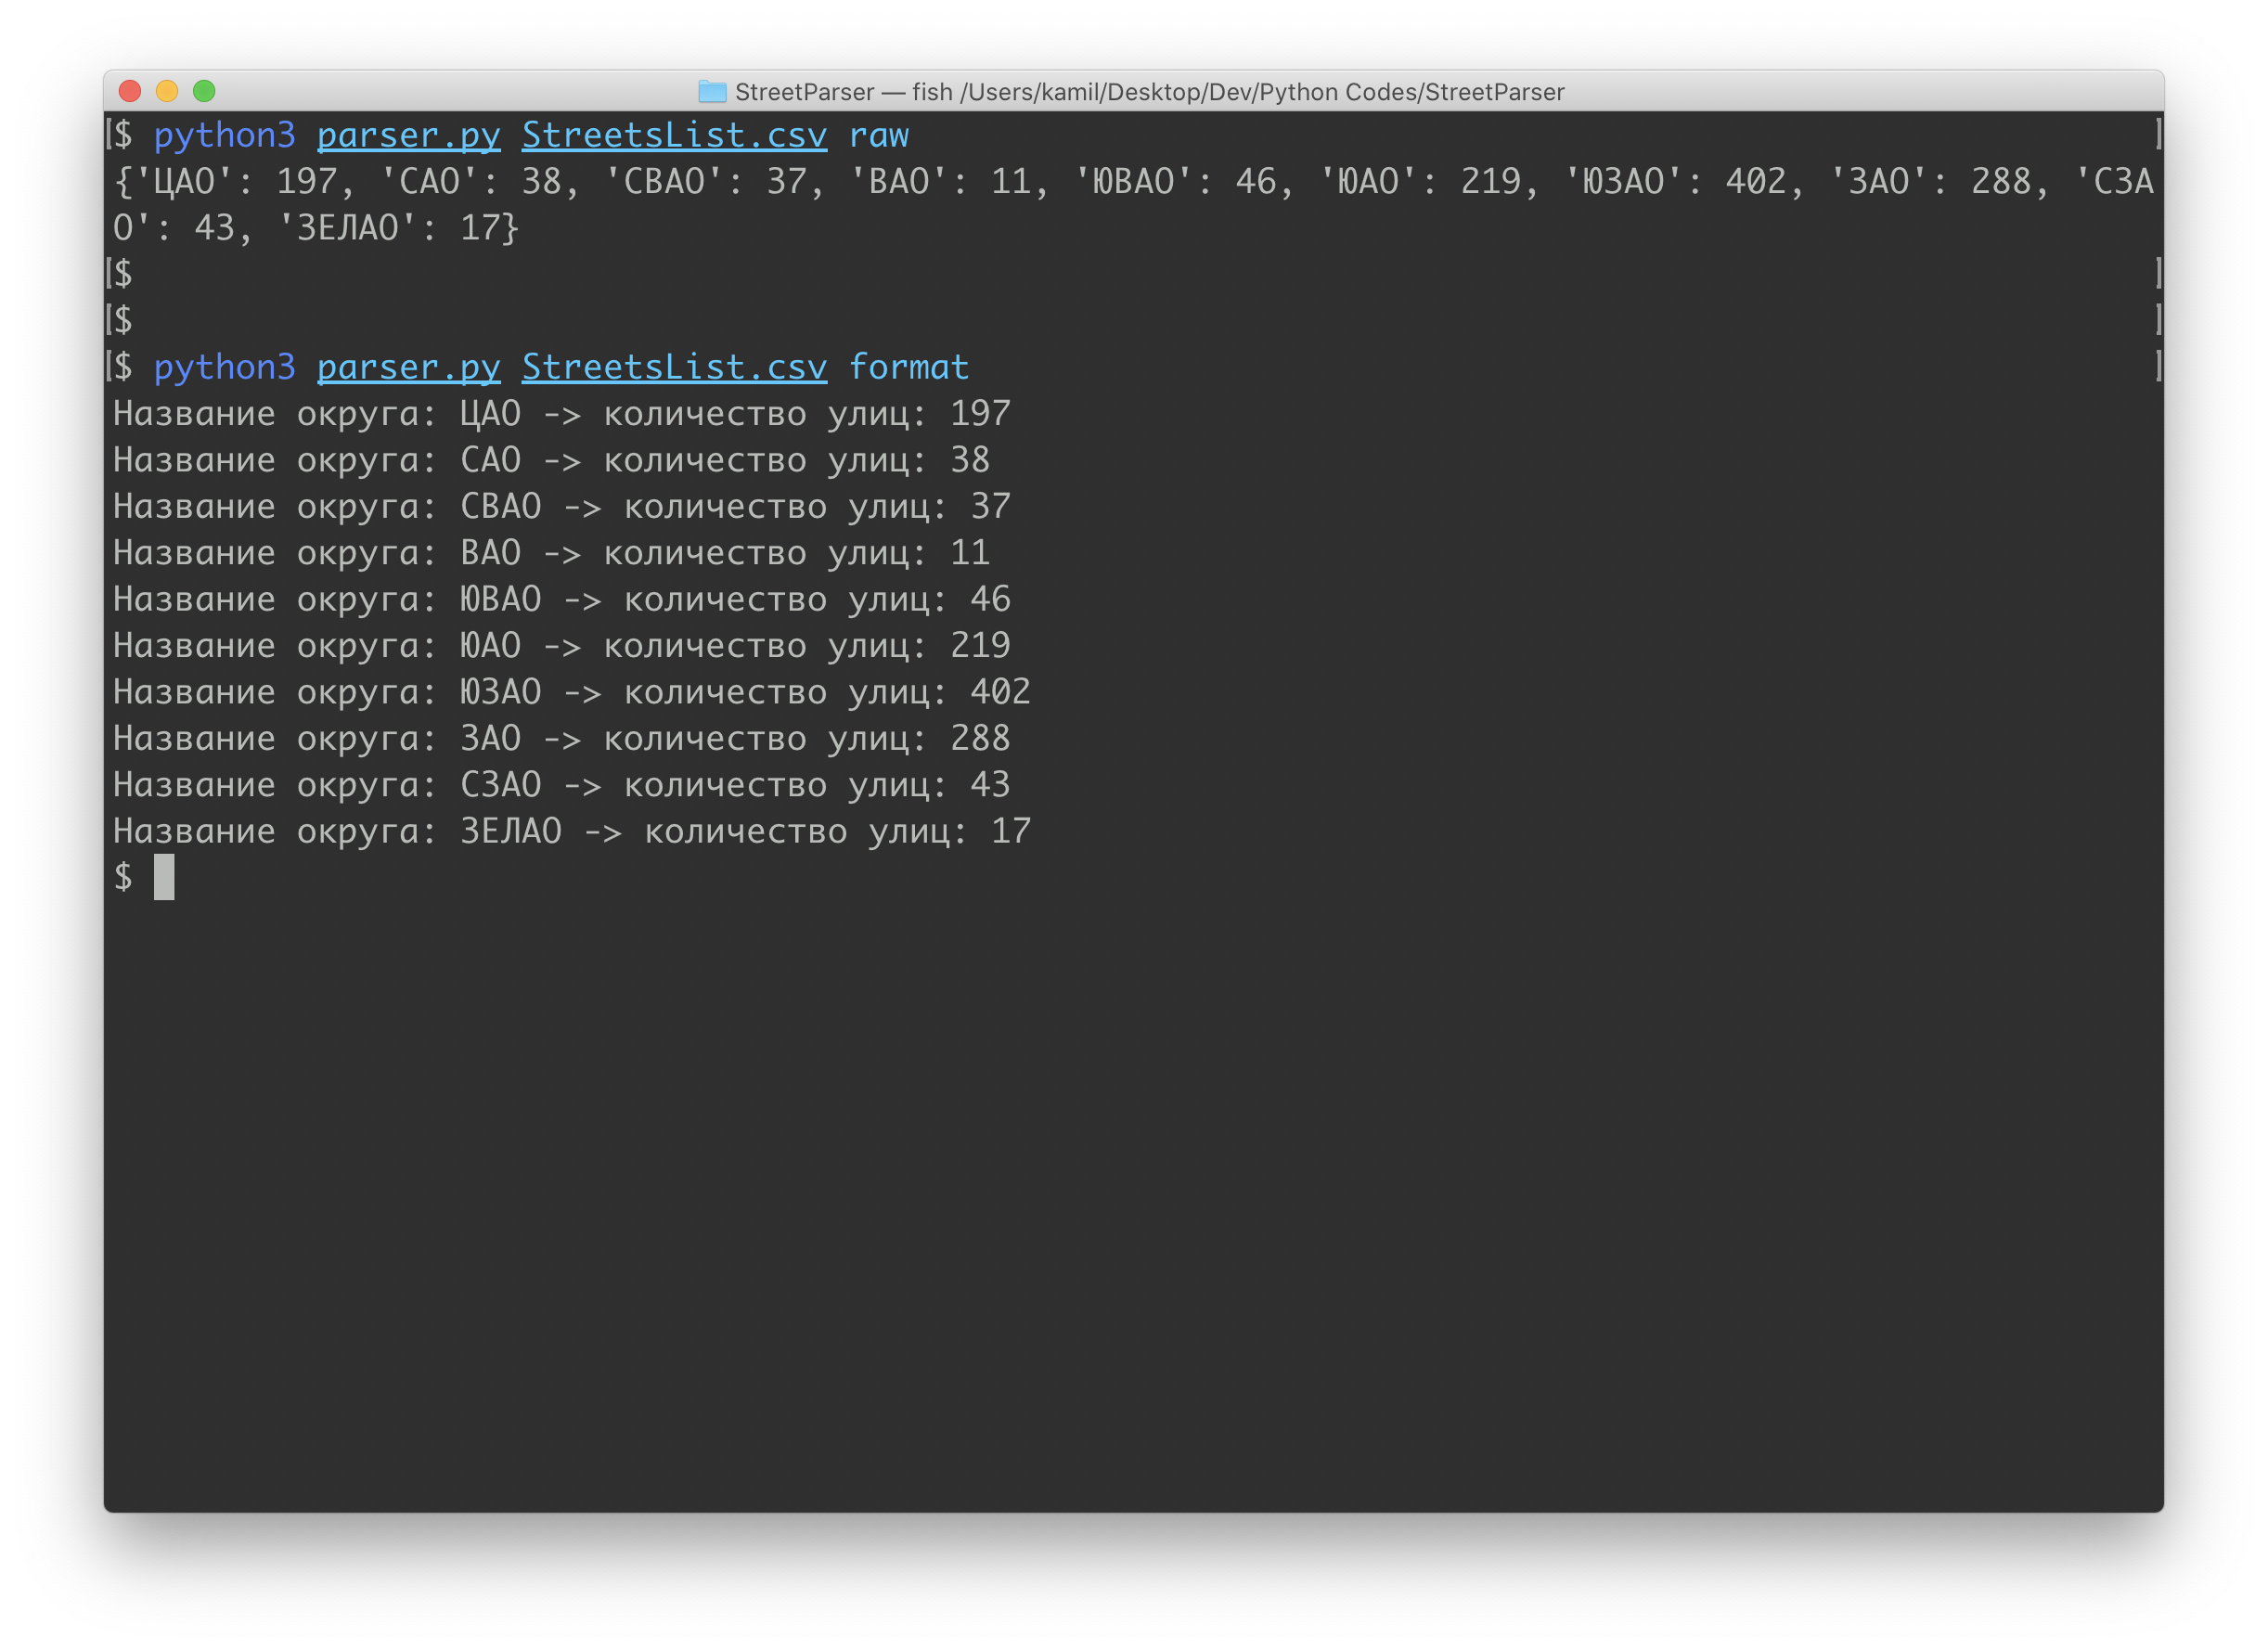 StreetParser — fish /Users/kamil/Desktop/Dev/Python Codes/StreetParser
[$ python3 parser.py StreetsList.csv raw ]
{'ЦАО': 197, 'САО': 38, 'СВАО': 37, 'ВАО': 11, 'ЮВАО': 46, 'ЮАО': 219, 'ЮЗАО': 402, 'ЗАО': 288, 'СЗА
О': 43, 'ЗЕЛАО': 17}
[$ ]
[$ ]
[$ python3 parser.py StreetsList.csv format ]
Название округа: ЦАО -> количество улиц: 197
Название округа: САО -> количество улиц: 38
Название округа: СВАО -> количество улиц: 37
Название округа: ВАО -> количество улиц: 11
Название округа: ЮВАО -> количество улиц: 46
Название округа: ЮАО -> количество улиц: 219
Название округа: ЮЗАО -> количество улиц: 402
Название округа: ЗАО -> количество улиц: 288
Название округа: СЗАО -> количество улиц: 43
Название округа: ЗЕЛАО -> количество улиц: 17
$